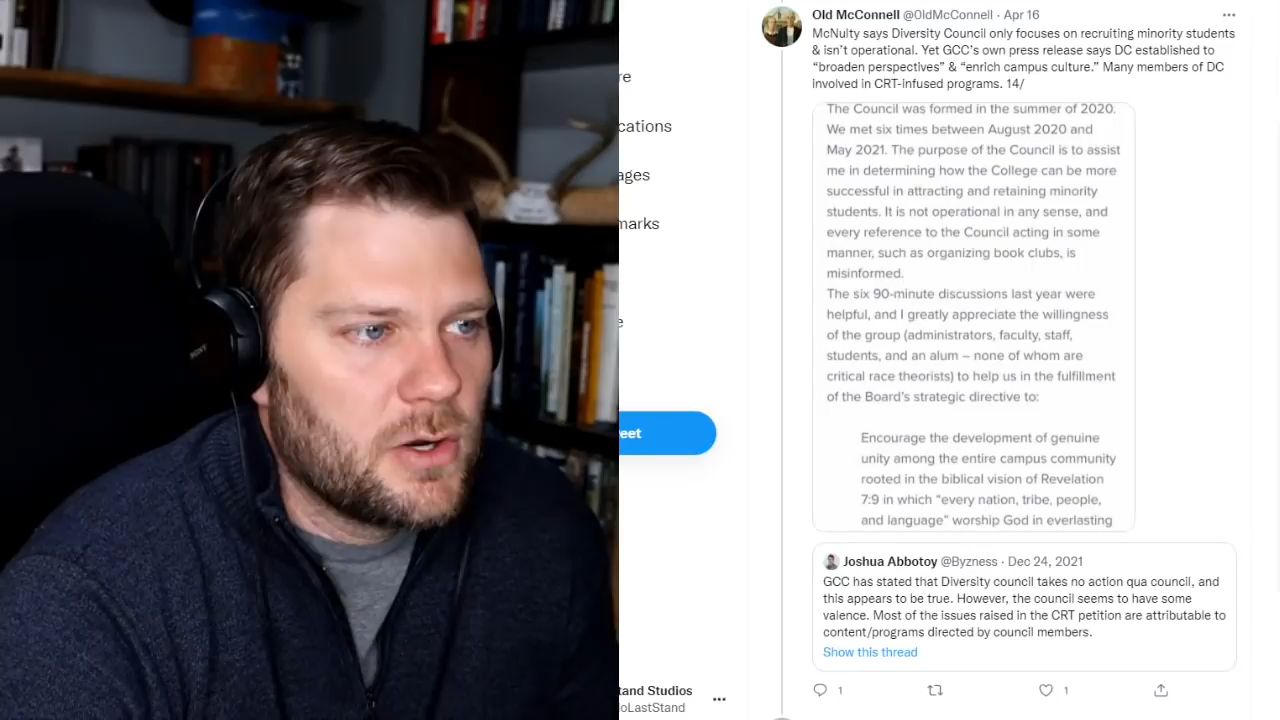 Old McConnell @OldMcConnell · Apr 16
McNulty says Diversity Council only focuses on recruiting minority students
& isn't operational. Yet GCC's own press release says DC established to
“broaden perspectives” & “enrich campus culture.” Many members of DC
involved in CRT-infused programs. 14/
The Council was formed in the summer of 2020.
We met six times between August 2020 and
May 2021. The purpose of the Council is to assist
me in determining how the College can be more
successful in attracting and retaining minority
students. It is not operational in any sense, and
every reference to the Council acting in some
manner, such as organizing book clubs, is
misinformed.
The six 90-minute discussions last year were
helpful, and I greatly appreciate the willingness
of the group (administrators, faculty, staff,
students, and an alum – none of whom are
critical race theorists) to help us in the fulfillment
of the Board's strategic directive to:
Encourage the development of genuine
unity among the entire campus community
rooted in the biblical vision of Revelation
7:9 in which “every nation, tribe, people,
and language” worship God in everlasting
Joshua Abbotoy @Byzness · Dec 24, 2021
GCC has stated that Diversity council takes no action qua council, and
this appears to be true. However, the council seems to have some
valence. Most of the issues raised in the CRT petition are attributable to
content/programs directed by council members.
Show this thread
1
1
re
cations
ages
marks
e
eet
tand Studios
oLastStand
SONY